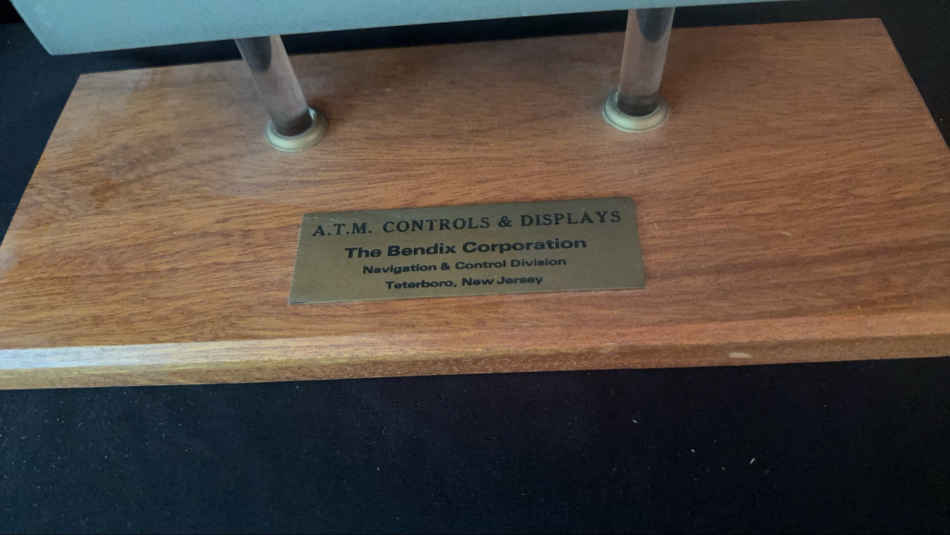 A.T.M. CONTROLS & DISPLAYS
The Bendix Corporation
Navigation & Control Division
Teterboro, New Jersey